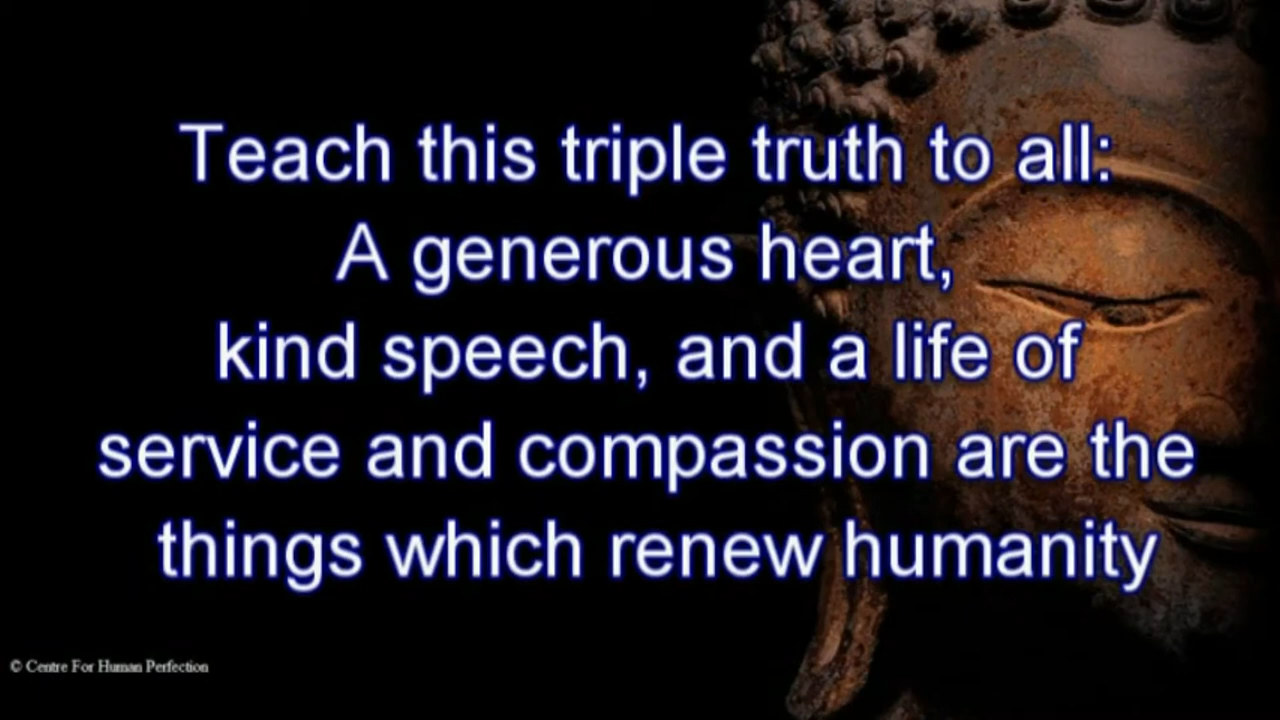 Teach this triple truth to all:
A generous heart,
kind speech, and a life of
service and compassion are the
things which renew humanity
© Centre For Human Perfection